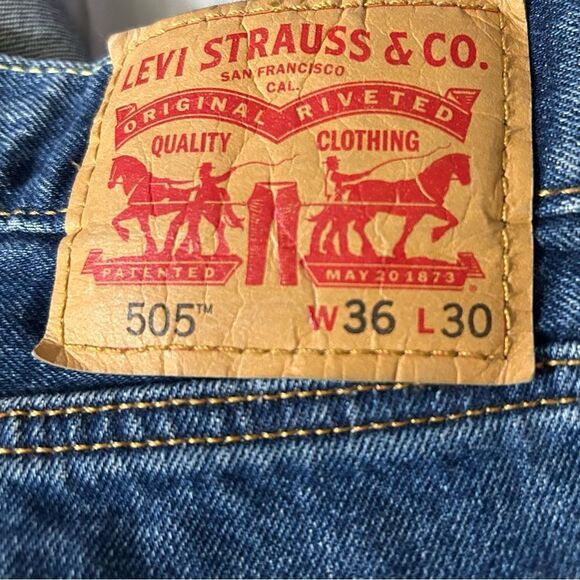 LEVI STRAUSS & CO.
SAN FRANCISCO
CAL.
ORIGINAL RIVETED
QUALITY CLOTHING
PATENTED MAY 20 1873
®
505™ W36 L30